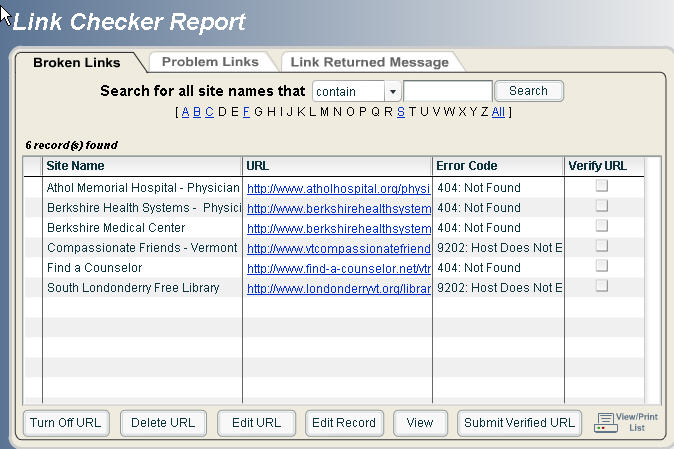 Link Checker Report
Broken Links Problem Links Link Returned Message
Search for all site names that contain Search
[ A B C D E F G H I J K L M N O P Q R S T U V W X Y Z All ]
6 record(s) found
Site Name URL Error Code Verify URL
Athol Memorial Hospital - Physician http://www.atholhospital.org/physi 404: Not Found
Berkshire Health Systems - Physici http://www.berkshirehealthsystem 404: Not Found
Berkshire Medical Center http://www.berkshirehealthsystem 404: Not Found
Compassionate Friends - Vermont http://www.vtcompassionatefriend 9202: Host Does Not E
Find a Counselor http://www.find-a-counselor.net/vtr 404: Not Found
South Londonderry Free Library http://www.londonderryvt.org/librar 9202: Host Does Not E
Turn Off URL Delete URL Edit URL Edit Record View Submit Verified URL View/Print
List